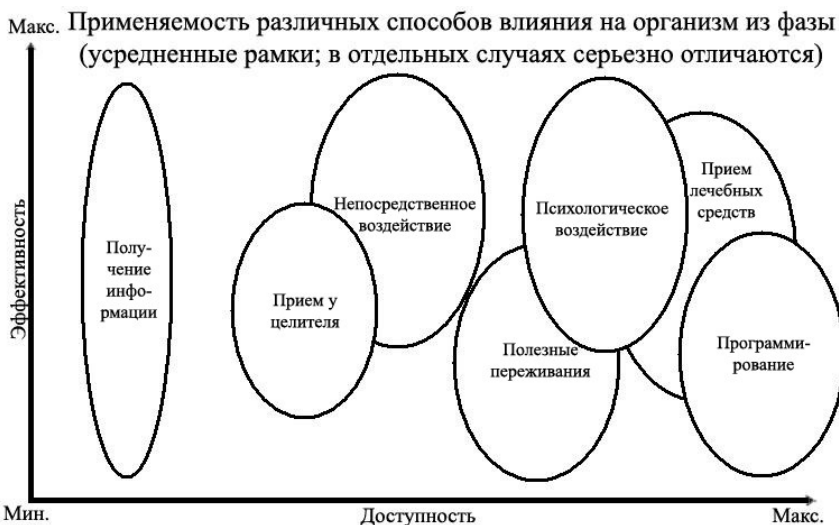 Макс. Применяемость различных способов влияния на организм из фазы
(усредненные рамки; в отдельных случаях серьезно отличаются)
Эффективность
Полу-
чение
инфо-
рмации
Прием у
целителя
Непосредственное
воздействие
Полезные
переживания
Психологическое
воздействие
Прием
лечебных
средств
Программи-
рование
Мин.
Доступность
Макс.